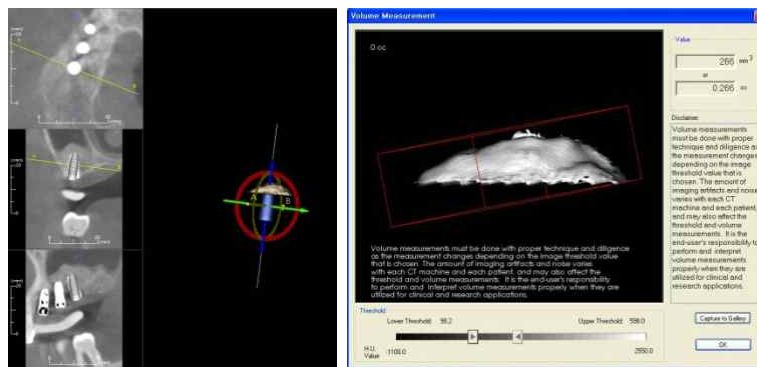 A
B
Volume Measurement
0 cc
Volume measurements must be done with proper technique and diligence
as the measurement changes depending on the image threshold value
that is chosen. The amount of imaging artifacts and noise varies
with each CT machine and each patient, and may also affect the
threshold and volume measurements. It is the end-user's responsibility
to perform and interpret volume measurements properly when they are
utilized for clinical and research applications.
Value
266 mm3
or
0.266 cc
Disclaimer
Volume measurements
must be done with proper
technique and diligence as
the measurement changes
depending on the image
threshold value that is
chosen. The amount of
imaging artifacts and noise
varies with each CT
machine and each patient,
and may also affect the
threshold and volume
measurements. It is the
end-user's responsibility to
perform and interpret
volume measurements
properly when they are
utilized for clinical and
research applications.
Threshold
Lower Threshold: 98.2
Upper Threshold: 598.0
H.U.
Value
-1108.0
2550.0
Capture to Gallery
OK